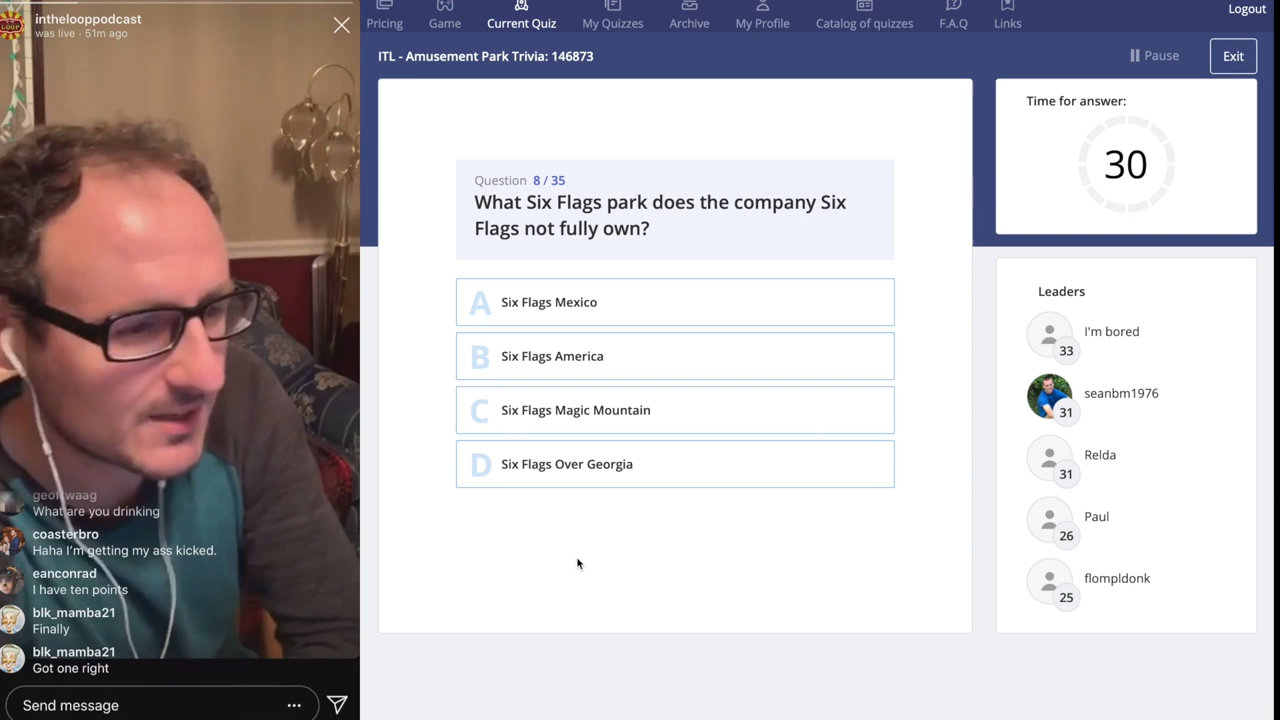 inthelooppodcast
was live · 51m ago
LOOP
geoffwaag
What are you drinking
coasterbro
Haha I'm getting my ass kicked.
eanconrad
I have ten points
blk_mamba21
Finally
blk_mamba21
Got one right
Send message
Pricing
Game
Current Quiz
My Quizzes
Archive
My Profile
Catalog of quizzes
F.A.Q
Links
Logout
ITL - Amusement Park Trivia: 146873
Pause
Exit
Question 8 / 35
What Six Flags park does the company Six
Flags not fully own?
A Six Flags Mexico
B Six Flags America
C Six Flags Magic Mountain
D Six Flags Over Georgia
Time for answer:
30
Leaders
I'm bored
33
seanbm1976
31
Relda
31
Paul
26
flompldonk
25